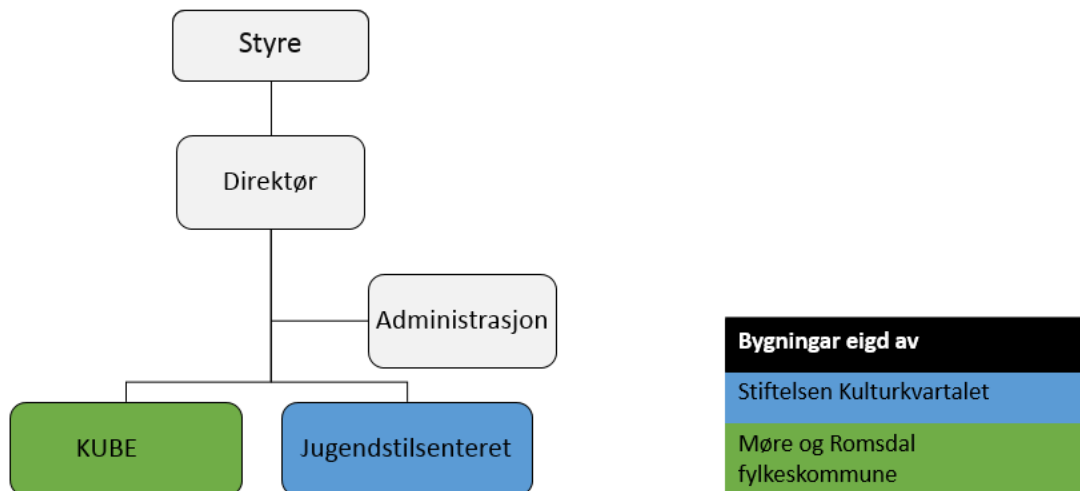 Styre
Direktør
Administrasjon
KUBE
Jugendstilsenteret
Bygningar eigd av
Stiftelsen Kulturkvartalet
Møre og Romsdal
fylkeskommune